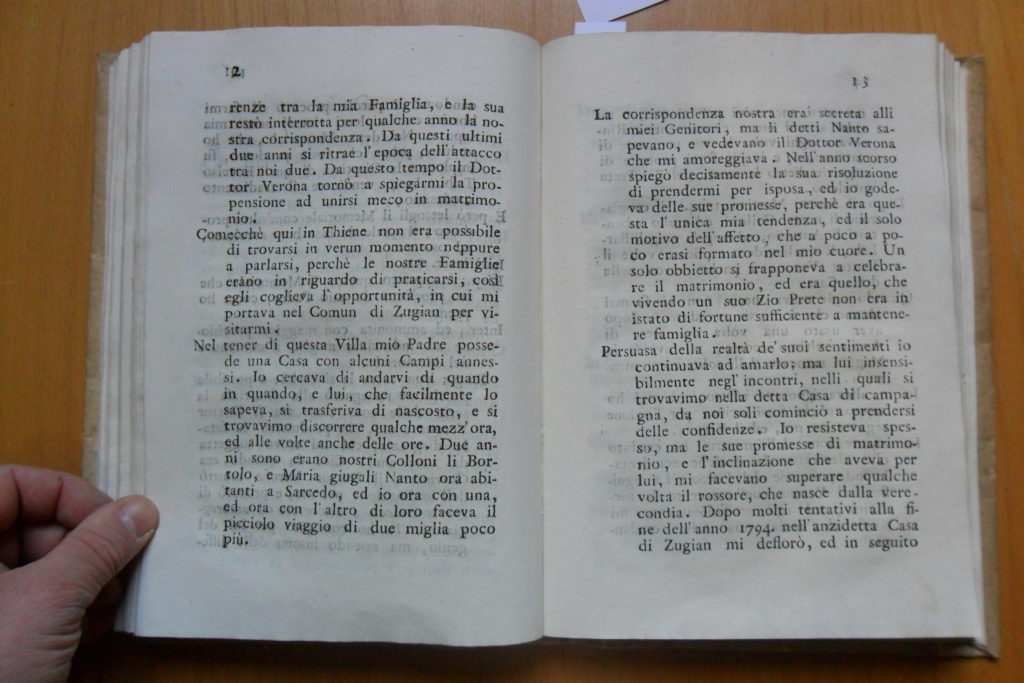 12
renze tra la mia Famiglia, e la sua
restò interrotta per qualche anno la no-
stra corrispondenza. Da questi ultimi
due anni si ritrae l'epoca dell'attacco
tra noi due. Da questo tempo il Dot-
tor Verona tornò a spiegarmi la pro-
pensione ad unirsi meco in matrimo-
nio.
Comecchè qui in Thiene non era possibile
di trovarsi in verun momento neppure
a parlarsi, perchè le nostre Famiglie
erano in riguardo di praticarsi, così
egli coglieva l'opportunità, in cui mi
portava nel Comun di Zugian per vi-
sitarmi.
Nel tener di questa Villa mio Padre posse-
de una Casa con alcuni Campi annes-
si. Io cercava di andarvi di quando
in quando, e lui, che facilmente lo
sapeva, si trasferiva di nascosto, e si
trovavimo discorrere qualche mezz'ora,
ed alle volte anche delle ore. Due an-
ni sono erano nostri Colloni li Bor-
tolo, e Maria giugali Nanto ora abi-
tanti a Sarcedo, ed io ora con una,
ed ora con l'altro di loro faceva il
picciolo viaggio di due miglia poco
più.
13
La corrispondenza nostra era secreta alli
miei Genitori, ma li detti Nanto sa-
pevano, e vedevano il Dottor Verona
che mi amoreggiava. Nell'anno scorso
spiegò decisamente la sua risoluzione
di prendermi per isposa, ed io gode-
va delle sue promesse, perchè era que-
sta l'unica mia tendenza, ed il solo
motivo dell'affetto, che a poco a po-
co erasi formato nel mio cuore. Un
solo obbietto si frapponeva a celebra-
re il matrimonio, ed era quello, che
vivendo un suo Zio Prete non era in
istato di fortune sufficiente a mantene-
re famiglia.
Persuasa della realtà de' suoi sentimenti io
continuava ad amarlo; ma lui insensi-
bilmente negl'incontri, nelli quali si
trovavimo nella detta Casa di campa-
gna, da noi soli cominciò a prendersi
delle confidenze. Io resisteva spes-
so, ma le sue promesse di matrimo-
nio, e l'inclinazione che aveva per
lui, mi facevano superare qualche
volta il rossore, che nasce dalla vere-
condia. Dopo molti tentativi alla fi-
ne dell'anno 1794. nell'anzidetta Casa
di Zugian mi deflorò, ed in seguito